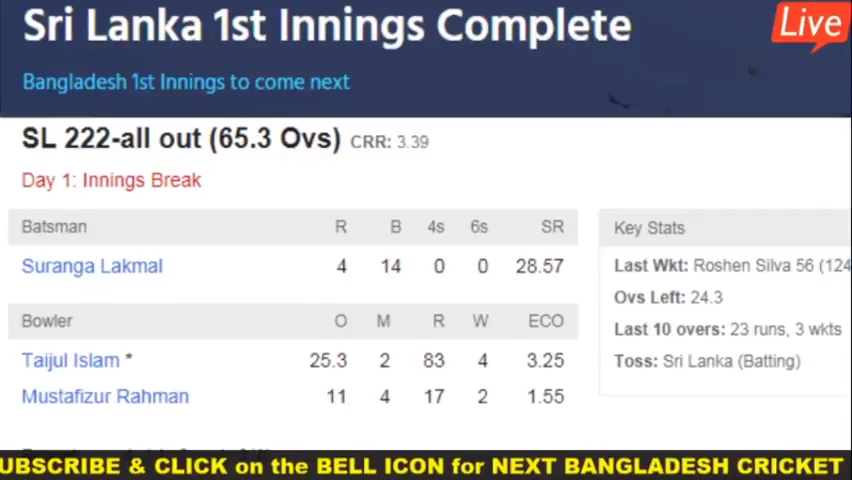 Sri Lanka 1st Innings Complete
Live
Bangladesh 1st Innings to come next
SL 222-all out (65.3 Ovs) CRR: 3.39
Day 1: Innings Break
Batsman R B 4s 6s SR
Suranga Lakmal 4 14 0 0 28.57
Bowler O M R W ECO
Taijul Islam * 25.3 2 83 4 3.25
Mustafizur Rahman 11 4 17 2 1.55
Key Stats
Last Wkt: Roshen Silva 56 (124
Ovs Left: 24.3
Last 10 overs: 23 runs, 3 wkts
Toss: Sri Lanka (Batting)
UBSCRIBE & CLICK on the BELL ICON for NEXT BANGLADESH CRICKET